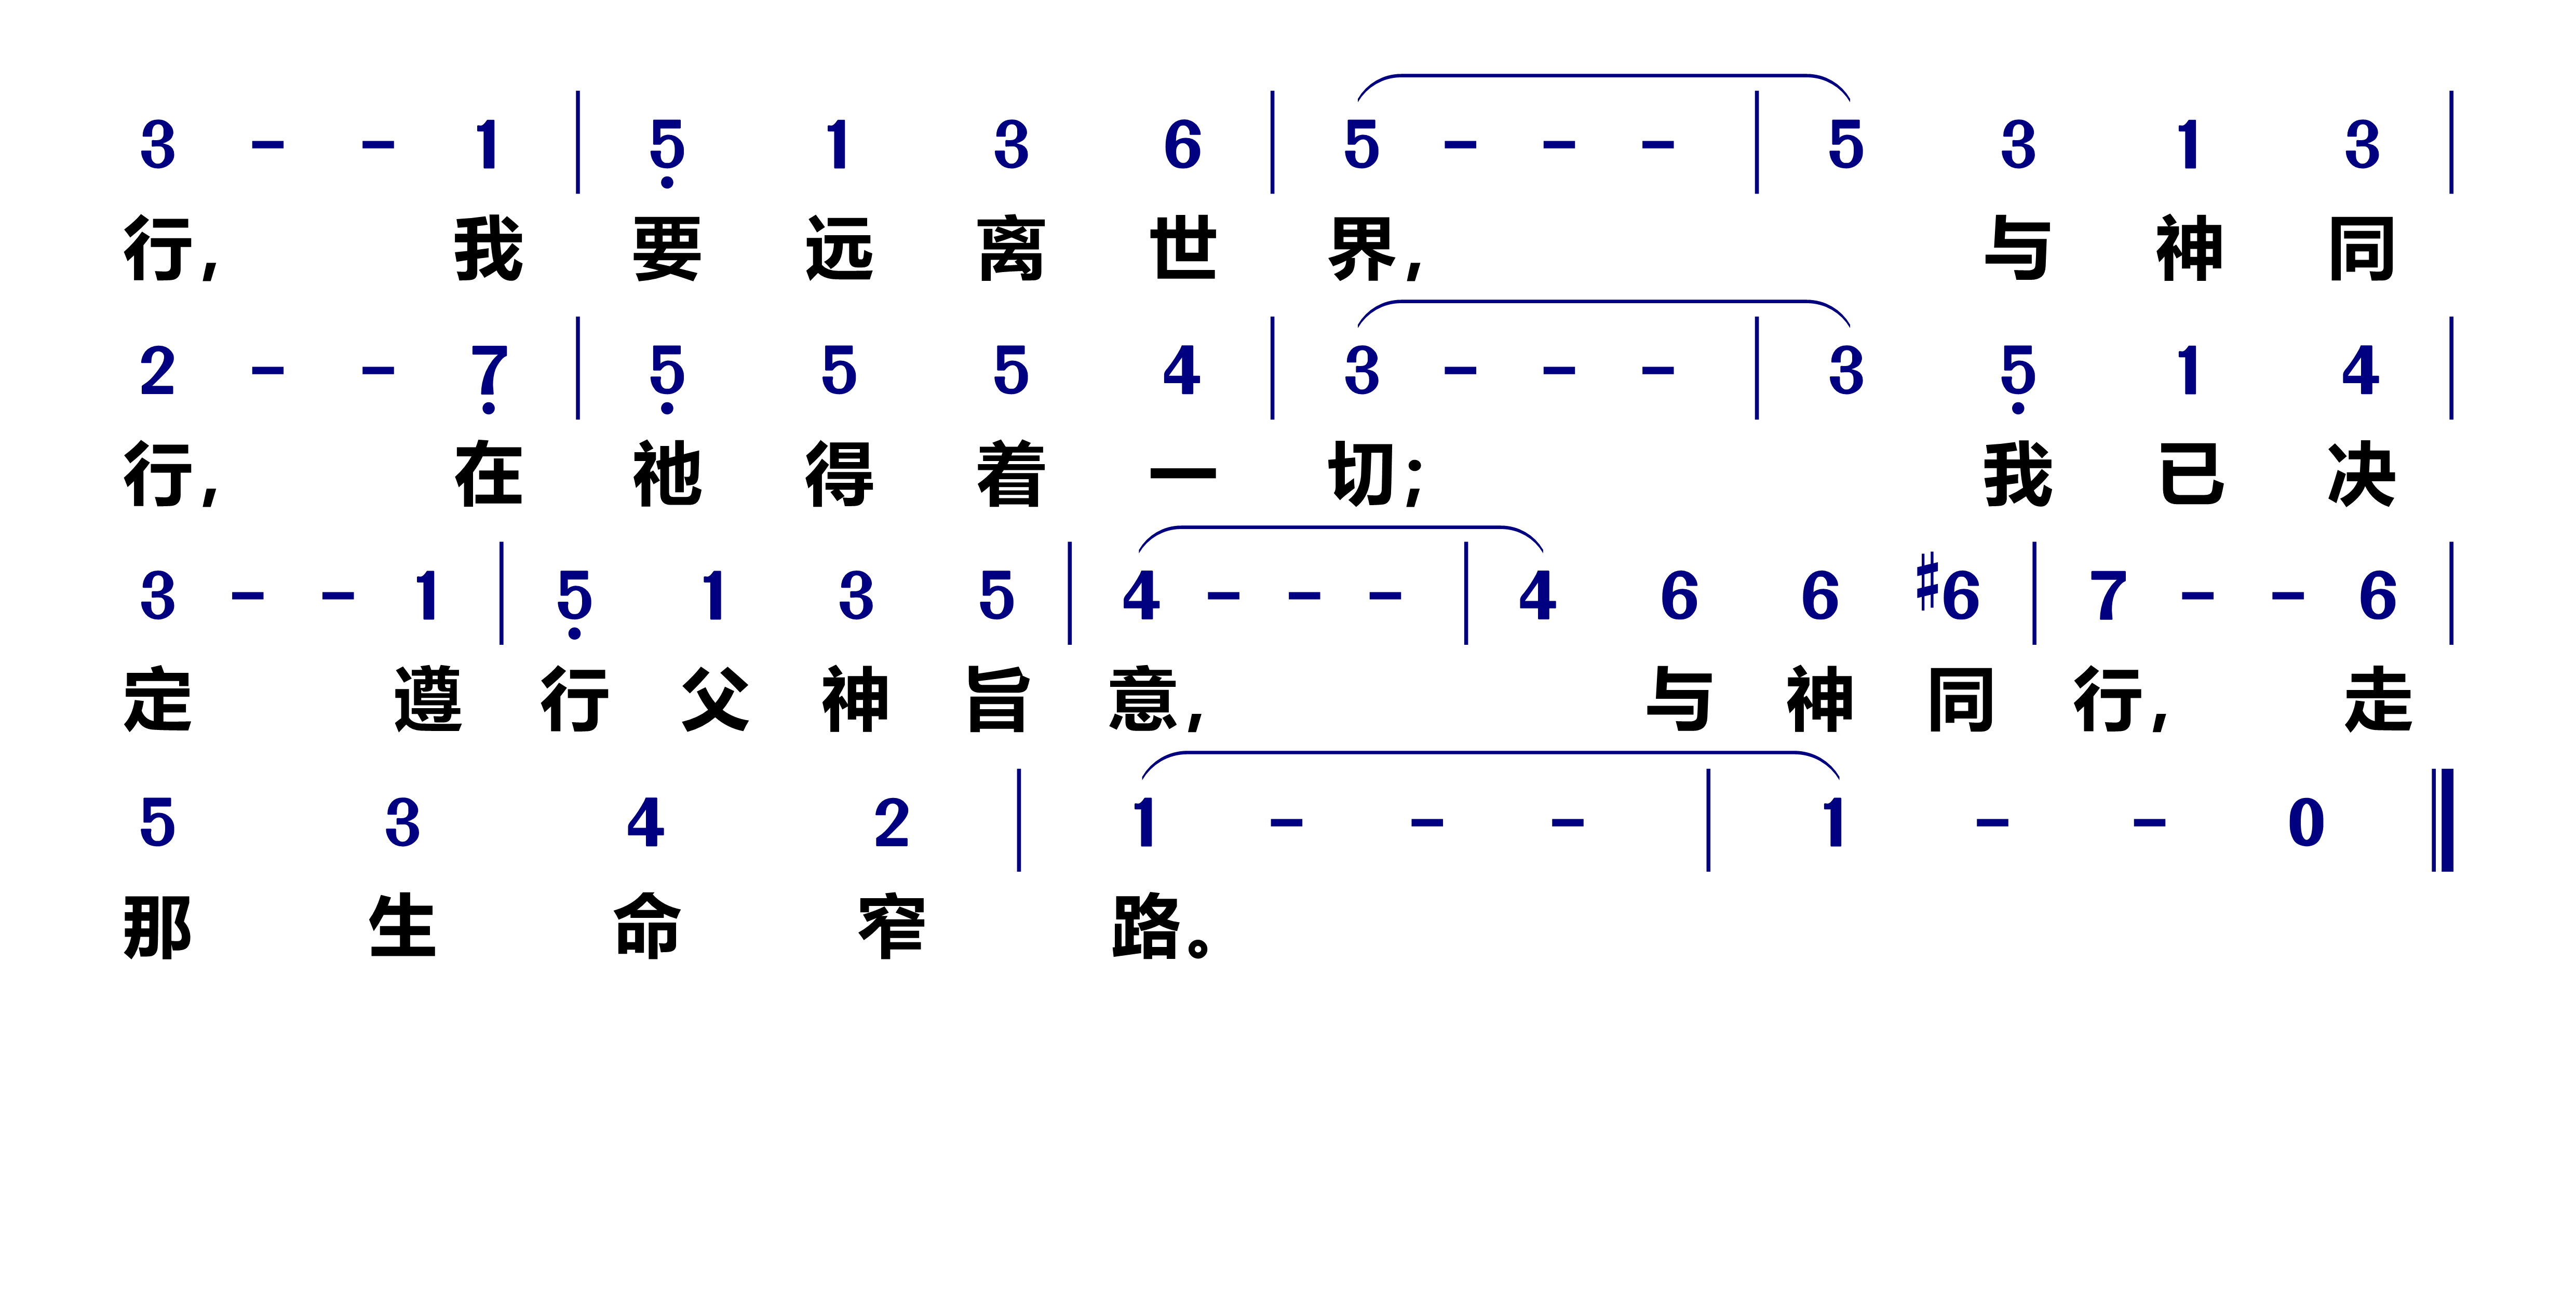 3 - - 1 | 5̣ 1 3 6 | 5 - - - | 5 3 1 3 |
行, 我 要 远 离 世 界, 与 神 同
2 - - 7̣ | 5̣ 5 5 4 | 3 - - - | 3 5̣ 1 4 |
行, 在 祂 得 着 一 切; 我 已 决
3 - - 1 | 5̣ 1 3 5 | 4 - - - | 4 6 6 ♯6 | 7 - - 6 |
定 遵 行 父 神 旨 意, 与 神 同 行, 走
5 3 4 2 | 1 - - - | 1 - - 0 ‖
那 生 命 窄 路。